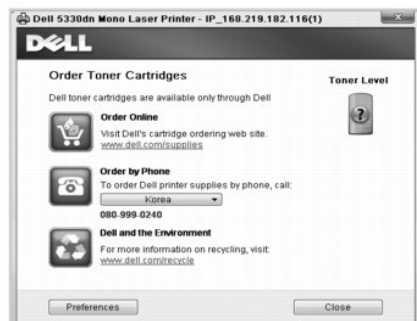 Dell 5330dn Mono Laser Printer - IP_168.219.182.116(1)
DELL
Order Toner Cartridges
Toner Level
Dell toner cartridges are available only through Dell
?
Order Online
Visit Dell's cartridge ordering web site.
www.dell.com/supplies
Order by Phone
To order Dell printer supplies by phone, call:
Korea
080-999-0240
Dell and the Environment
For more information on recycling, visit:
www.dell.com/recycle
Preferences
Close